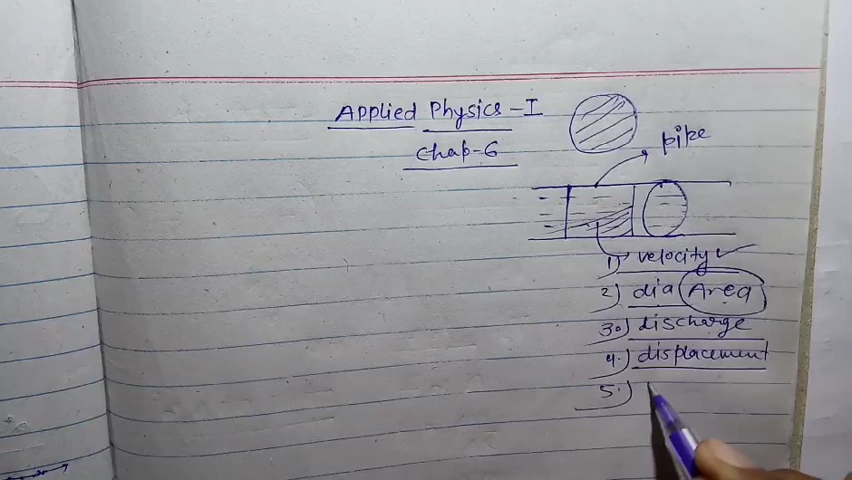 Applied Physics-I
Chap-6
pipe
1) velocity ✓
2) dia Area
3.) discharge
4.) displacement
5.)